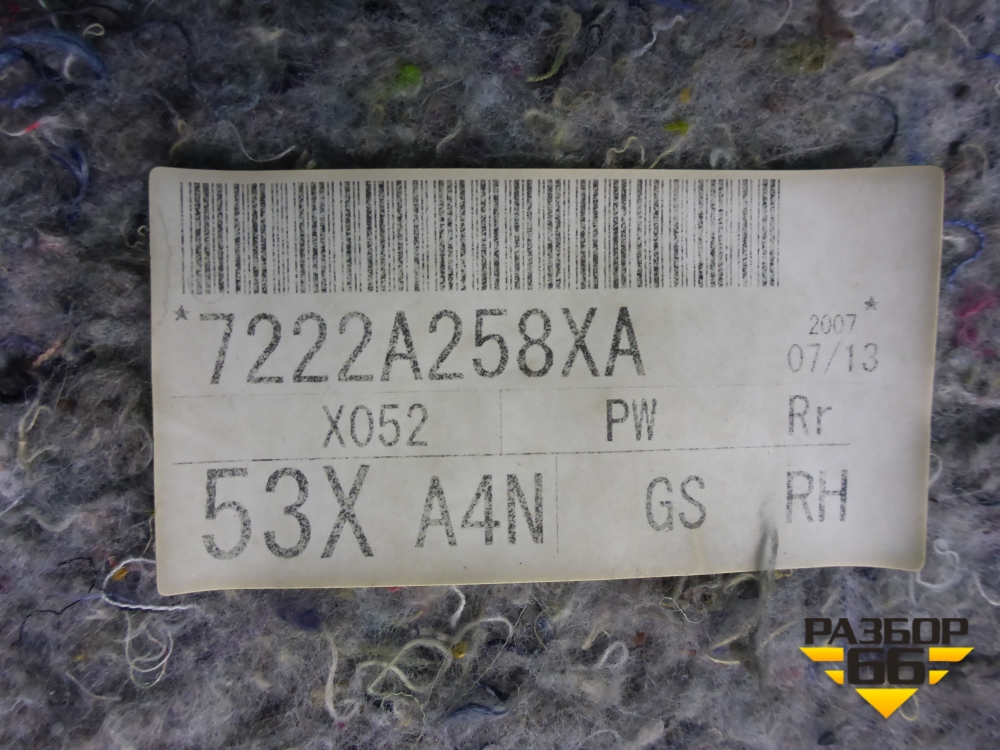 *7222A258XA
2007*
07/13
X052 PW Rr
53X A4N GS RH
РАЗБОР
66